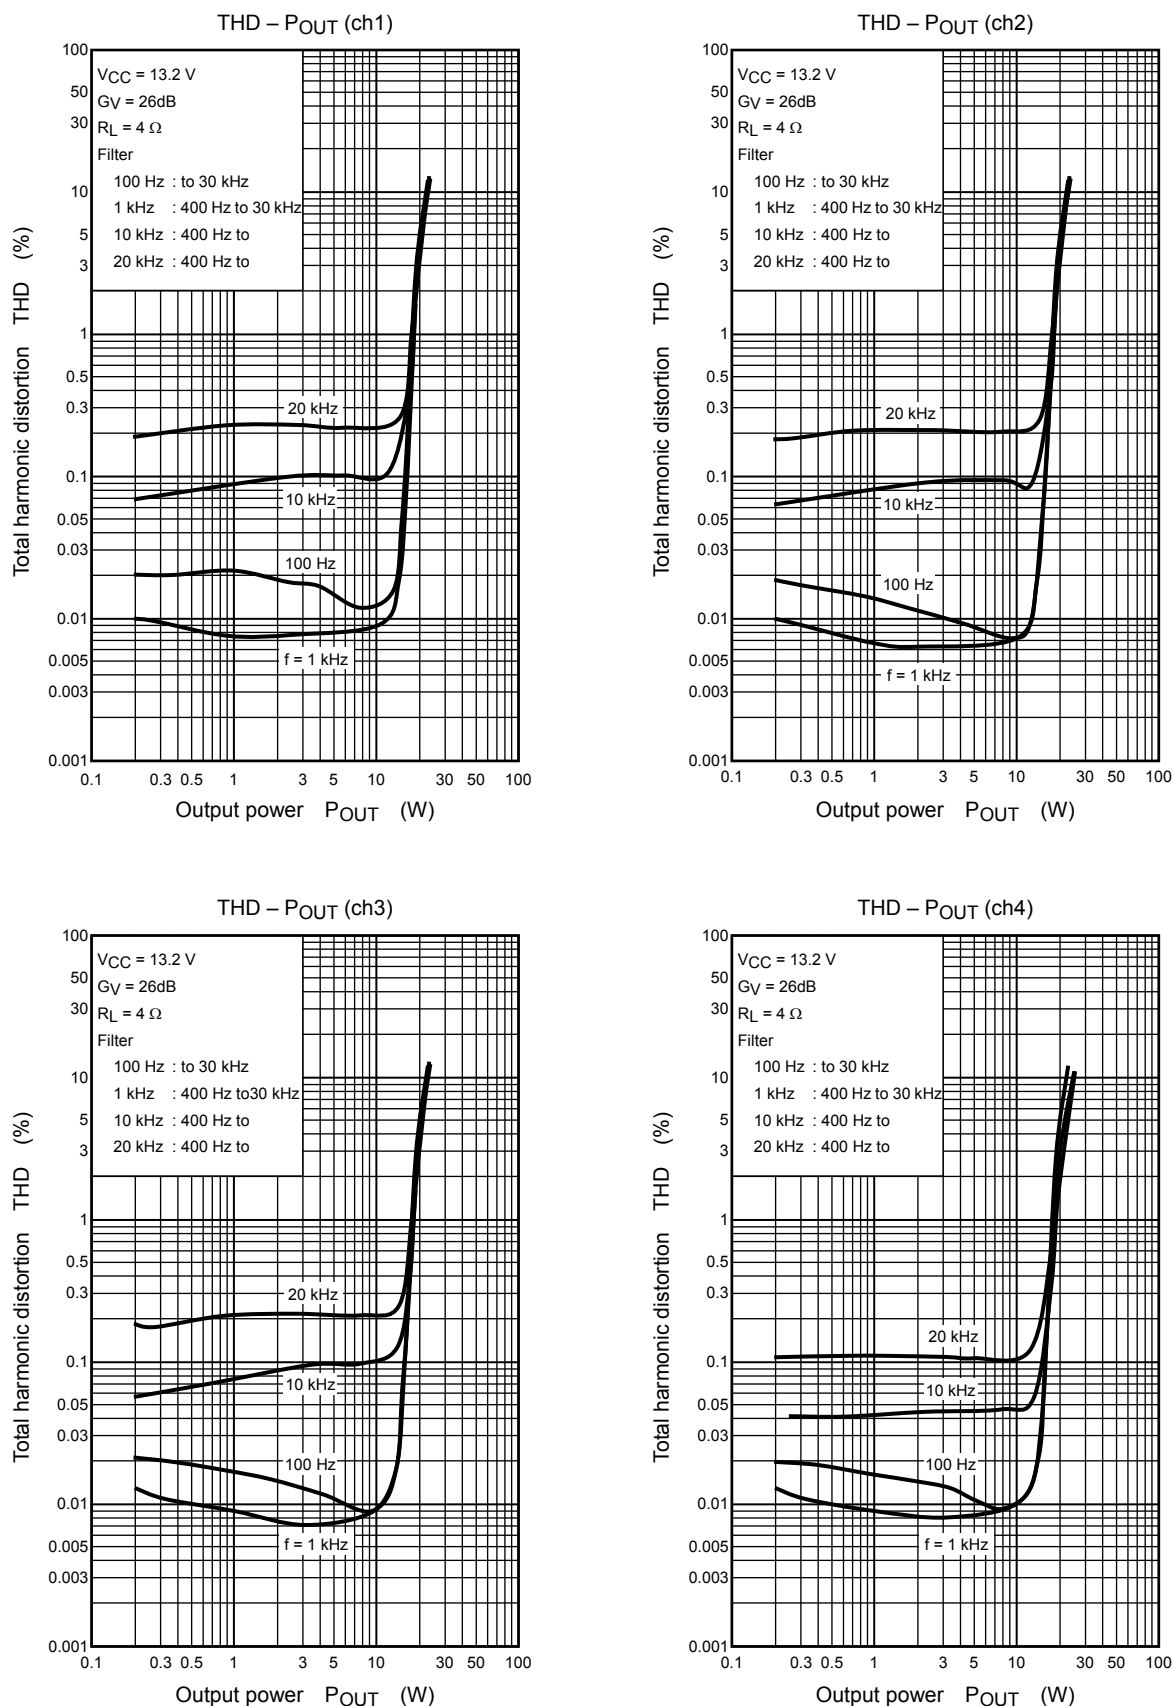 THD – POUT (ch1)
100
50
30
10
5
3
1
0.5
0.3
0.1
0.05
0.03
0.01
0.005
0.003
0.001
Total harmonic distortion THD (%)
VCC = 13.2 V
GV = 26dB
RL = 4 Ω
Filter
100 Hz : to 30 kHz
1 kHz : 400 Hz to 30 kHz
10 kHz : 400 Hz to
20 kHz : 400 Hz to
20 kHz
10 kHz
100 Hz
f = 1 kHz
0.1 0.3 0.5 1 3 5 10 30 50 100
Output power POUT (W)
THD – POUT (ch2)
100
50
30
10
5
3
1
0.5
0.3
0.1
0.05
0.03
0.01
0.005
0.003
0.001
Total harmonic distortion THD (%)
VCC = 13.2 V
GV = 26dB
RL = 4 Ω
Filter
100 Hz : to 30 kHz
1 kHz : 400 Hz to 30 kHz
10 kHz : 400 Hz to
20 kHz : 400 Hz to
20 kHz
10 kHz
100 Hz
f = 1 kHz
0.1 0.3 0.5 1 3 5 10 30 50 100
Output power POUT (W)
THD – POUT (ch3)
100
50
30
10
5
3
1
0.5
0.3
0.1
0.05
0.03
0.01
0.005
0.003
0.001
Total harmonic distortion THD (%)
VCC = 13.2 V
GV = 26dB
RL = 4 Ω
Filter
100 Hz : to 30 kHz
1 kHz : 400 Hz to30 kHz
10 kHz : 400 Hz to
20 kHz : 400 Hz to
20 kHz
10 kHz
100 Hz
f = 1 kHz
0.1 0.3 0.5 1 3 5 10 30 50 100
Output power POUT (W)
THD – POUT (ch4)
100
50
30
10
5
3
1
0.5
0.3
0.1
0.05
0.03
0.01
0.005
0.003
0.001
Total harmonic distortion THD (%)
VCC = 13.2 V
GV = 26dB
RL = 4 Ω
Filter
100 Hz : to 30 kHz
1 kHz : 400 Hz to 30 kHz
10 kHz : 400 Hz to
20 kHz : 400 Hz to
20 kHz
10 kHz
100 Hz
f = 1 kHz
0.1 0.3 0.5 1 3 5 10 30 50 100
Output power POUT (W)